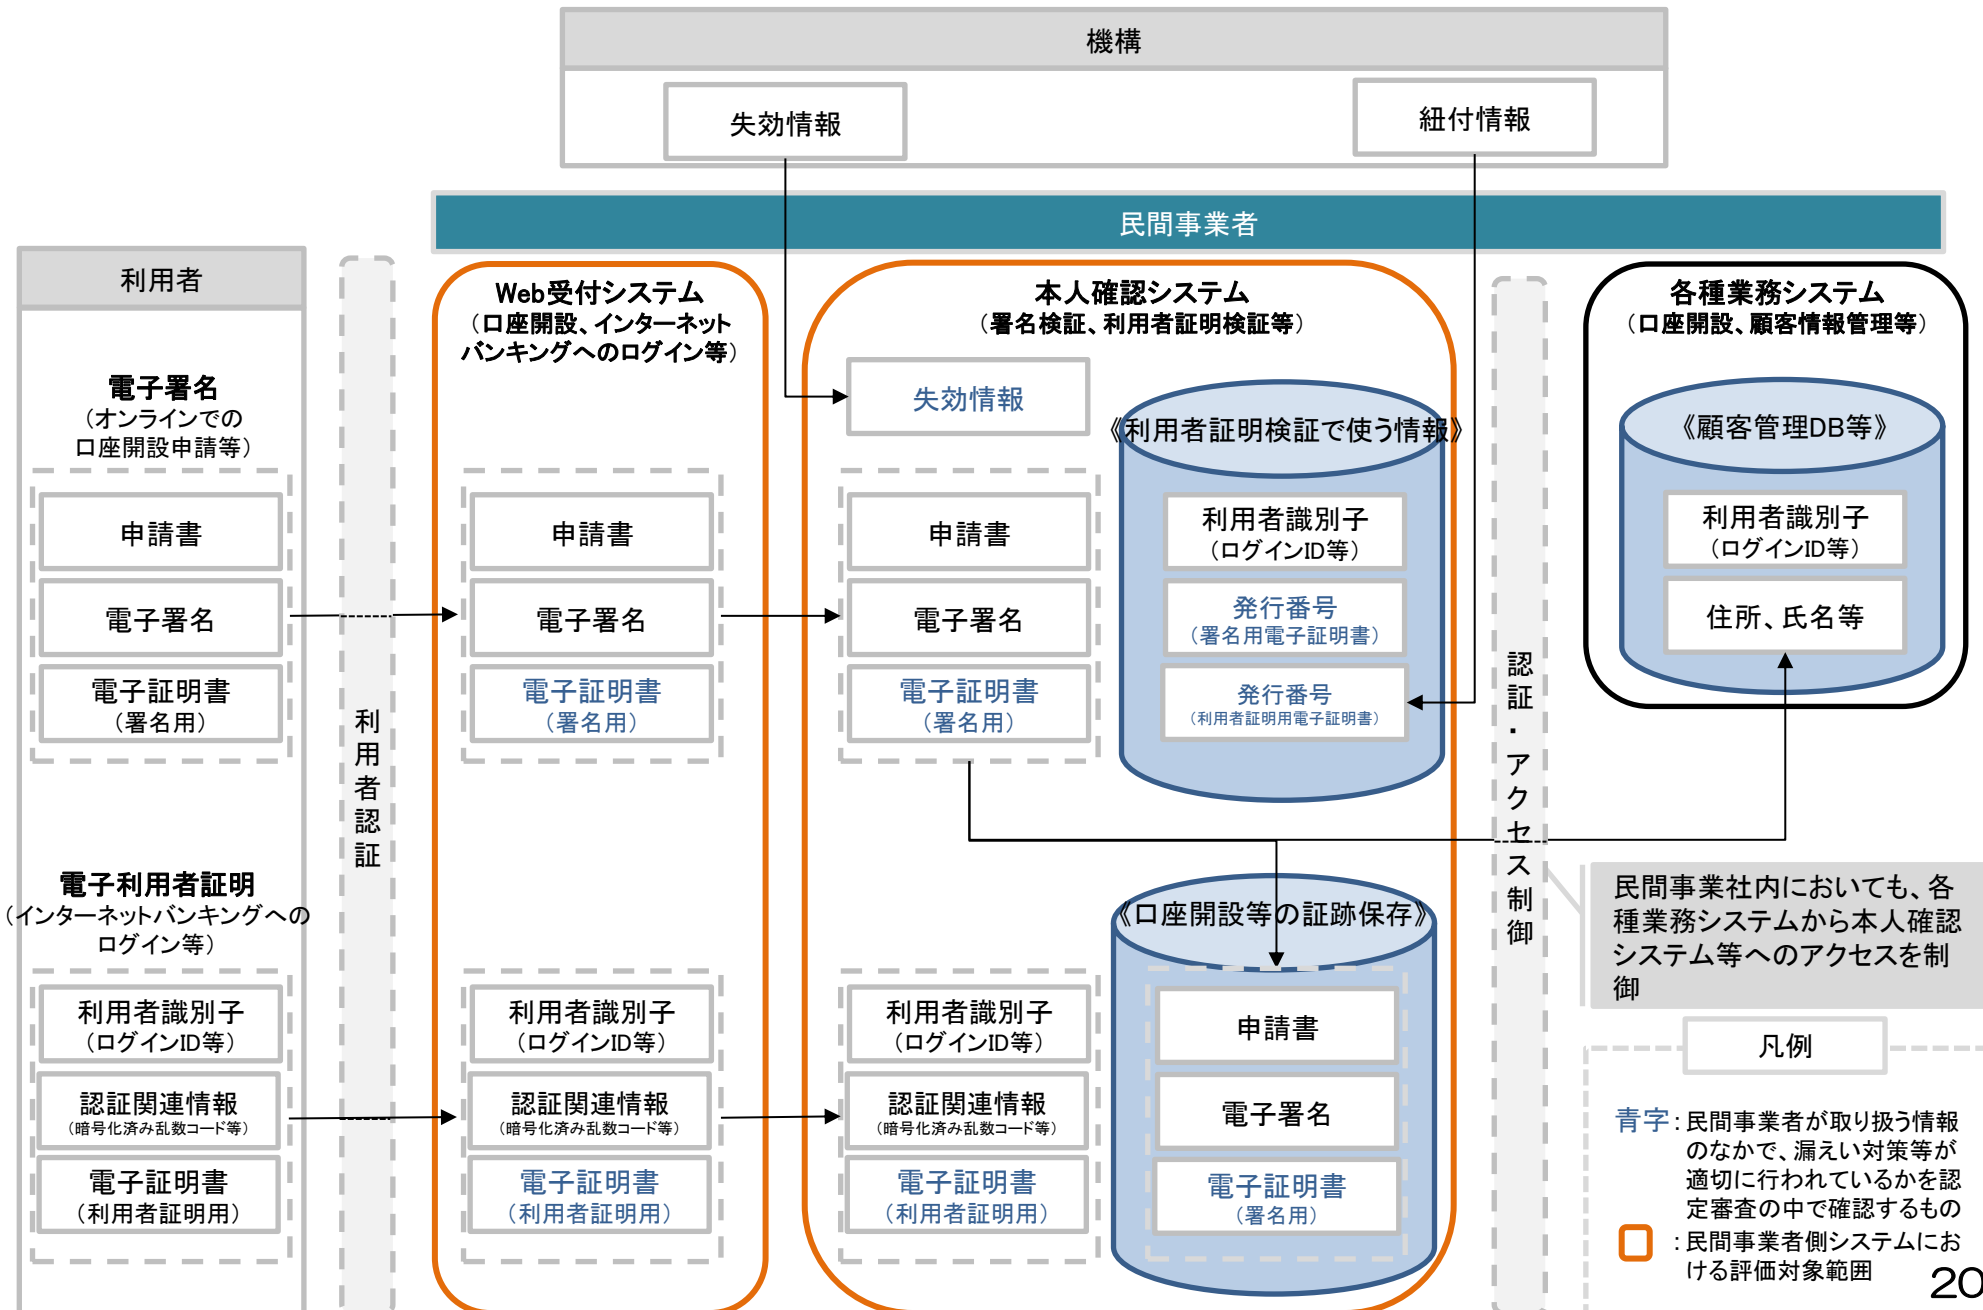 機構
失効情報
紐付情報
民間事業者
利用者
電子署名
（オンラインでの
口座開設申請等）
申請書
電子署名
電子証明書
（署名用）
電子利用者証明
（インターネットバンキングへの
ログイン等）
利用者識別子
（ログインID等）
認証関連情報
（暗号化済み乱数コード等）
電子証明書
（利用者証明用）
利用者認証
Web受付システム
（口座開設、インターネット
バンキングへのログイン等）
申請書
電子署名
電子証明書
（署名用）
利用者識別子
（ログインID等）
認証関連情報
（暗号化済み乱数コード等）
電子証明書
（利用者証明用）
本人確認システム
（署名検証、利用者証明検証等）
失効情報
申請書
電子署名
電子証明書
（署名用）
利用者識別子
（ログインID等）
認証関連情報
（暗号化済み乱数コード等）
電子証明書
（利用者証明用）
《利用者証明検証で使う情報》
利用者識別子
（ログインID等）
発行番号
（署名用電子証明書）
発行番号
（利用者証明用電子証明書）
《口座開設等の証跡保存》
申請書
電子署名
電子証明書
（署名用）
認証・アクセス制御
各種業務システム
（口座開設、顧客情報管理等）
《顧客管理DB等》
利用者識別子
（ログインID等）
住所、氏名等
民間事業社内においても、各
種業務システムから本人確認
システム等へのアクセスを制
御
凡例
青字：民間事業者が取り扱う情報
のなかで、漏えい対策等が
適切に行われているかを認
定審査の中で確認するもの
：民間事業者側システムにお
ける評価対象範囲
20